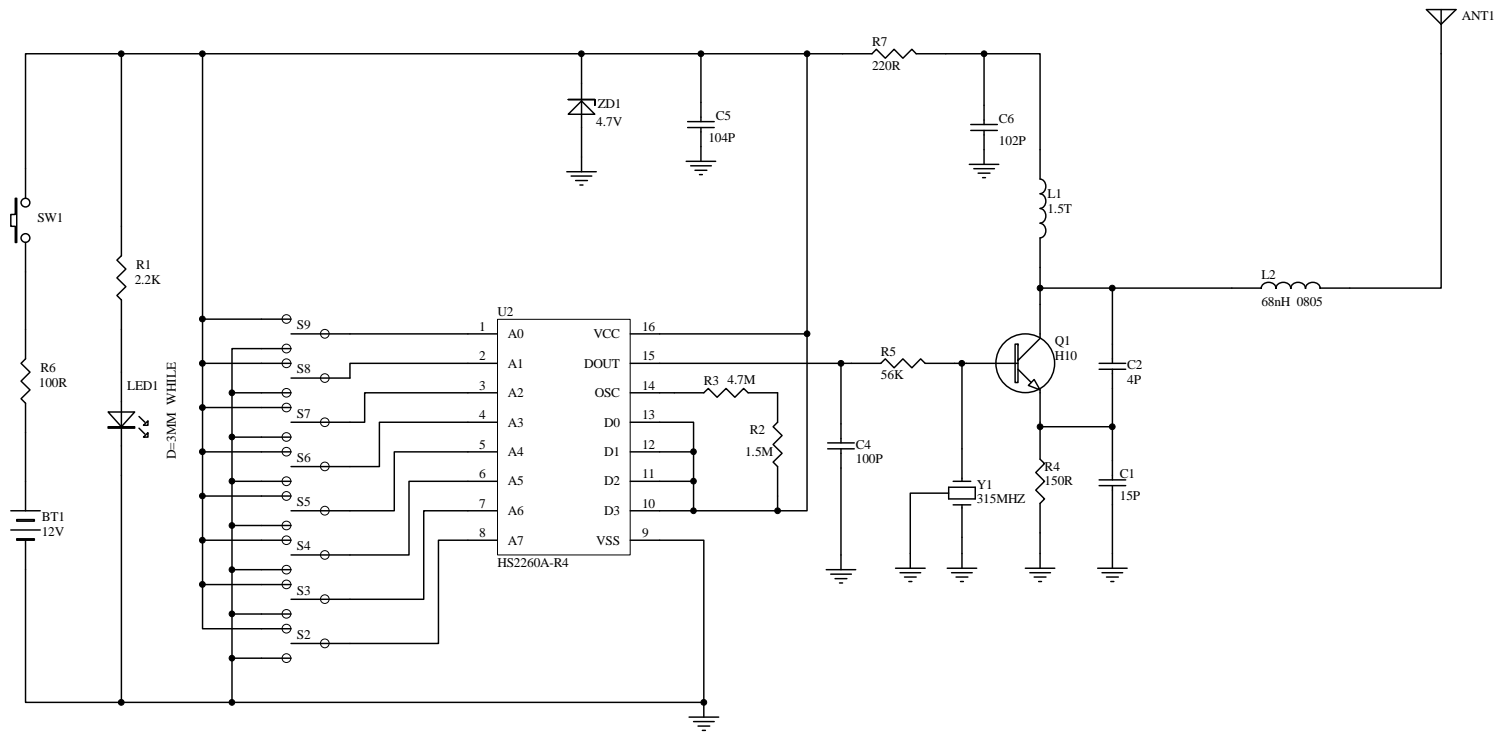 ANT1
R7
220R
ZD1
4.7V
C5
104P
C6
102P
SW1
L1
1.5T
R1
2.2K
L2
68nH 0805
U2
S9
1
A0
VCC
16
S8
2
A1
DOUT
15
R5
56K
Q1
H10
C2
4P
R6
100R
LED1
D=3MM WHILE
S7
3
A2
OSC
14
R3 4.7M
S6
4
A3
D0
13
R2
1.5M
C4
100P
S5
5
A4
D1
12
S4
6
A5
D2
11
Y1
315MHZ
R4
150R
C1
15P
BT1
12V
S3
7
A6
D3
10
S2
8
A7
VSS
9
HS2260A-R4